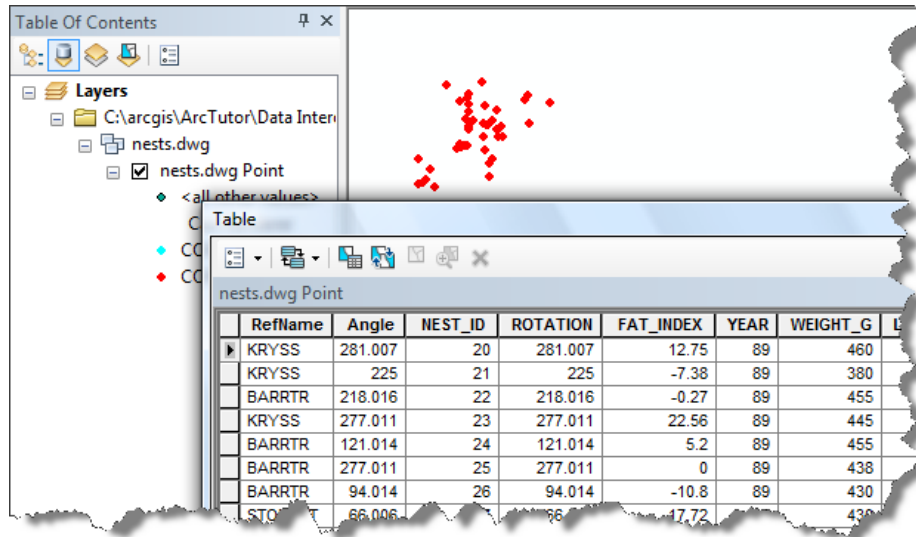 Table Of Contents
Layers
C:\arcgis\ArcTutor\Data Inter
nests.dwg
nests.dwg Point
<all other values>
Table
nests.dwg Point
RefName Angle NEST_ID ROTATION FAT_INDEX YEAR WEIGHT_G
KRYSS 281.007 20 281.007 12.75 89 460
KRYSS 225 21 225 -7.38 89 380
BARRTR 218.016 22 218.016 -0.27 89 455
KRYSS 277.011 23 277.011 22.56 89 445
BARRTR 121.014 24 121.014 5.2 89 455
BARRTR 277.011 25 277.011 0 89 438
BARRTR 94.014 26 94.014 -10.8 89 430
66.006 17.72